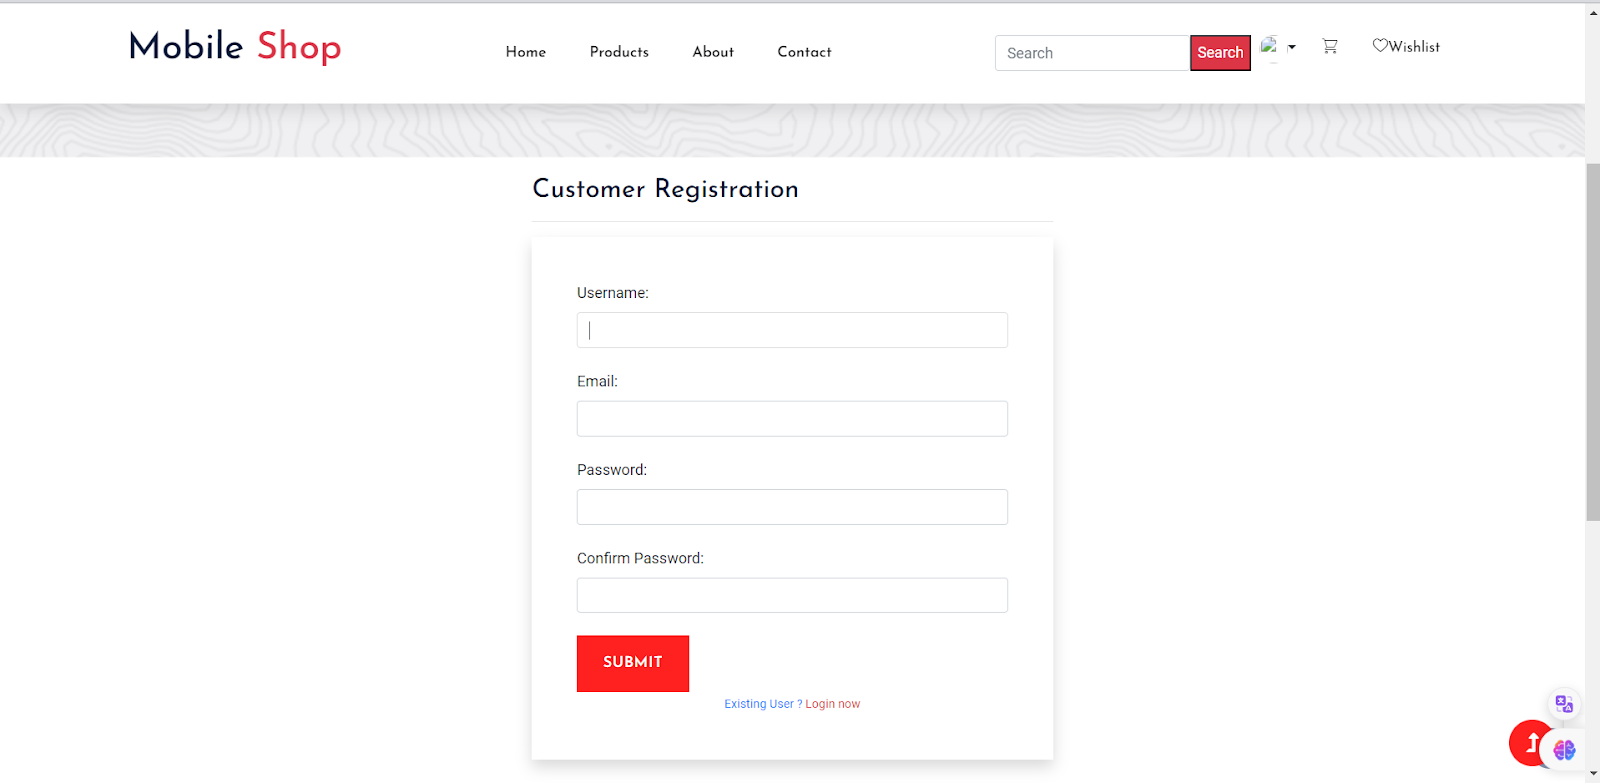 Mobile Shop
Home Products About Contact
Search Search Wishlist
Customer Registration
Username:
Email:
Password:
Confirm Password:
SUBMIT
Existing User ? Login now